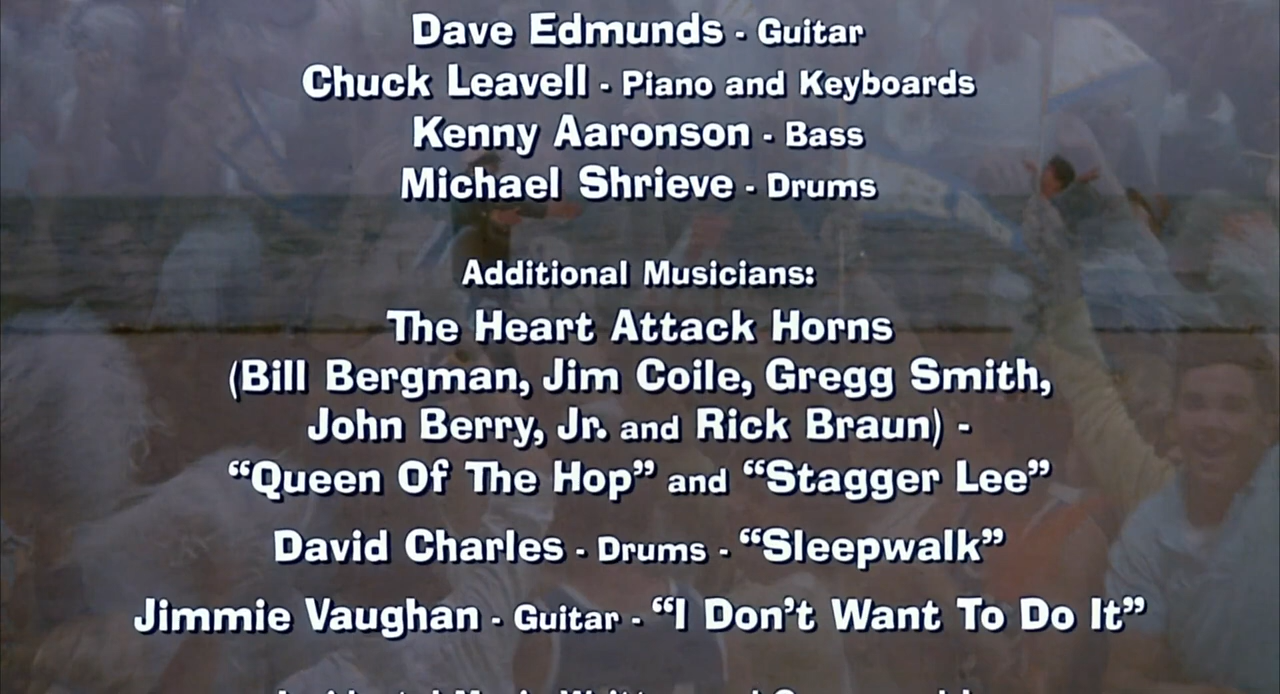 Dave Edmunds - Guitar
Chuck Leavell - Piano and Keyboards
Kenny Aaronson - Bass
Michael Shrieve - Drums
Additional Musicians:
The Heart Attack Horns
(Bill Bergman, Jim Coile, Gregg Smith,
John Berry, Jr. and Rick Braun) -
“Queen Of The Hop” and “Stagger Lee”
David Charles - Drums - “Sleepwalk”
Jimmie Vaughan - Guitar - “I Don’t Want To Do It”